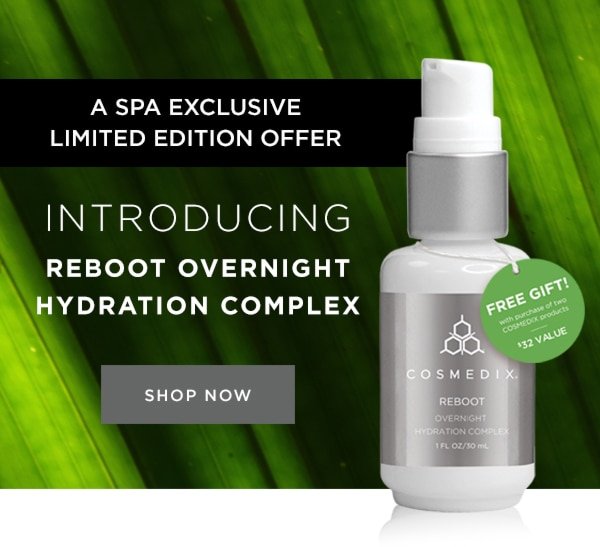 A SPA EXCLUSIVE
LIMITED EDITION OFFER
INTRODUCING
REBOOT OVERNIGHT
HYDRATION COMPLEX
SHOP NOW
FREE GIFT!
with purchase of two
COSMEDIX products
$32 VALUE
COSMEDIX.
REBOOT
OVERNIGHT
HYDRATION COMPLEX
1 FL OZ/30 mL